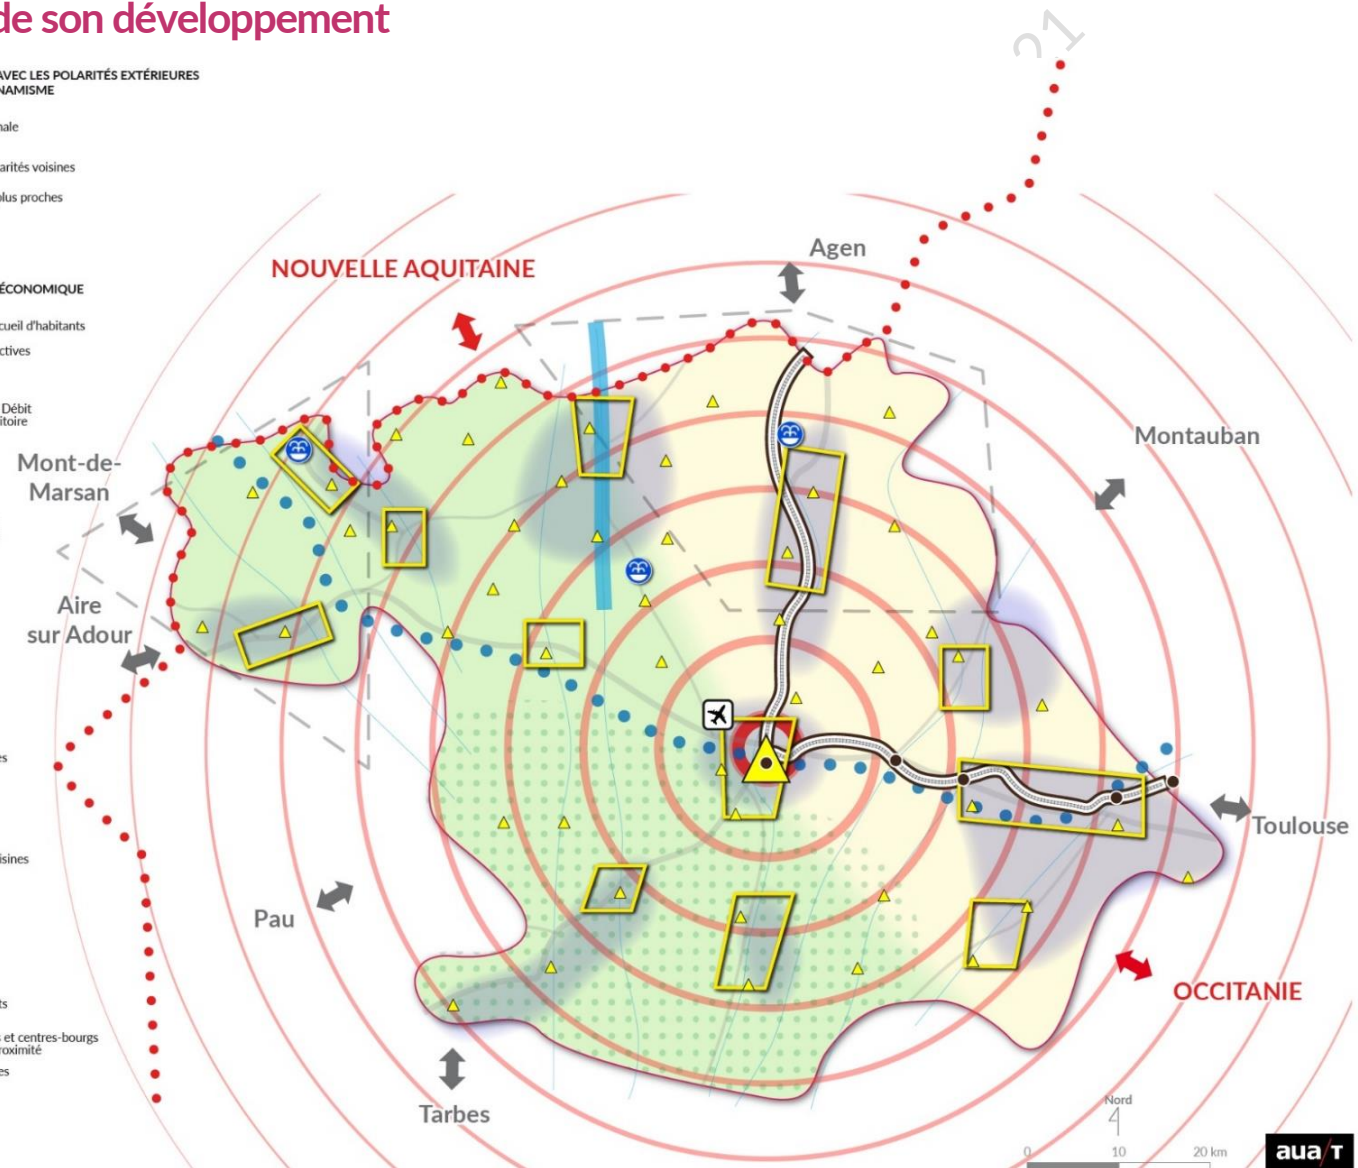 de son développement
21
AVEC LES POLARITÉS EXTÉRIEURES
NAMISME
nale
arités voisines
plus proches
ÉCONOMIQUE
cueil d'habitants
ctives
Débit
itoire
NOUVELLE AQUITAINE
Agen
Montauban
Mont-de-
Marsan
Aire
sur Adour
es
Toulouse
isines
Pau
OCCITANIE
ts
s et centres-bourgs
roximité
es
Tarbes
Nord
0 10 20 km
aua/T